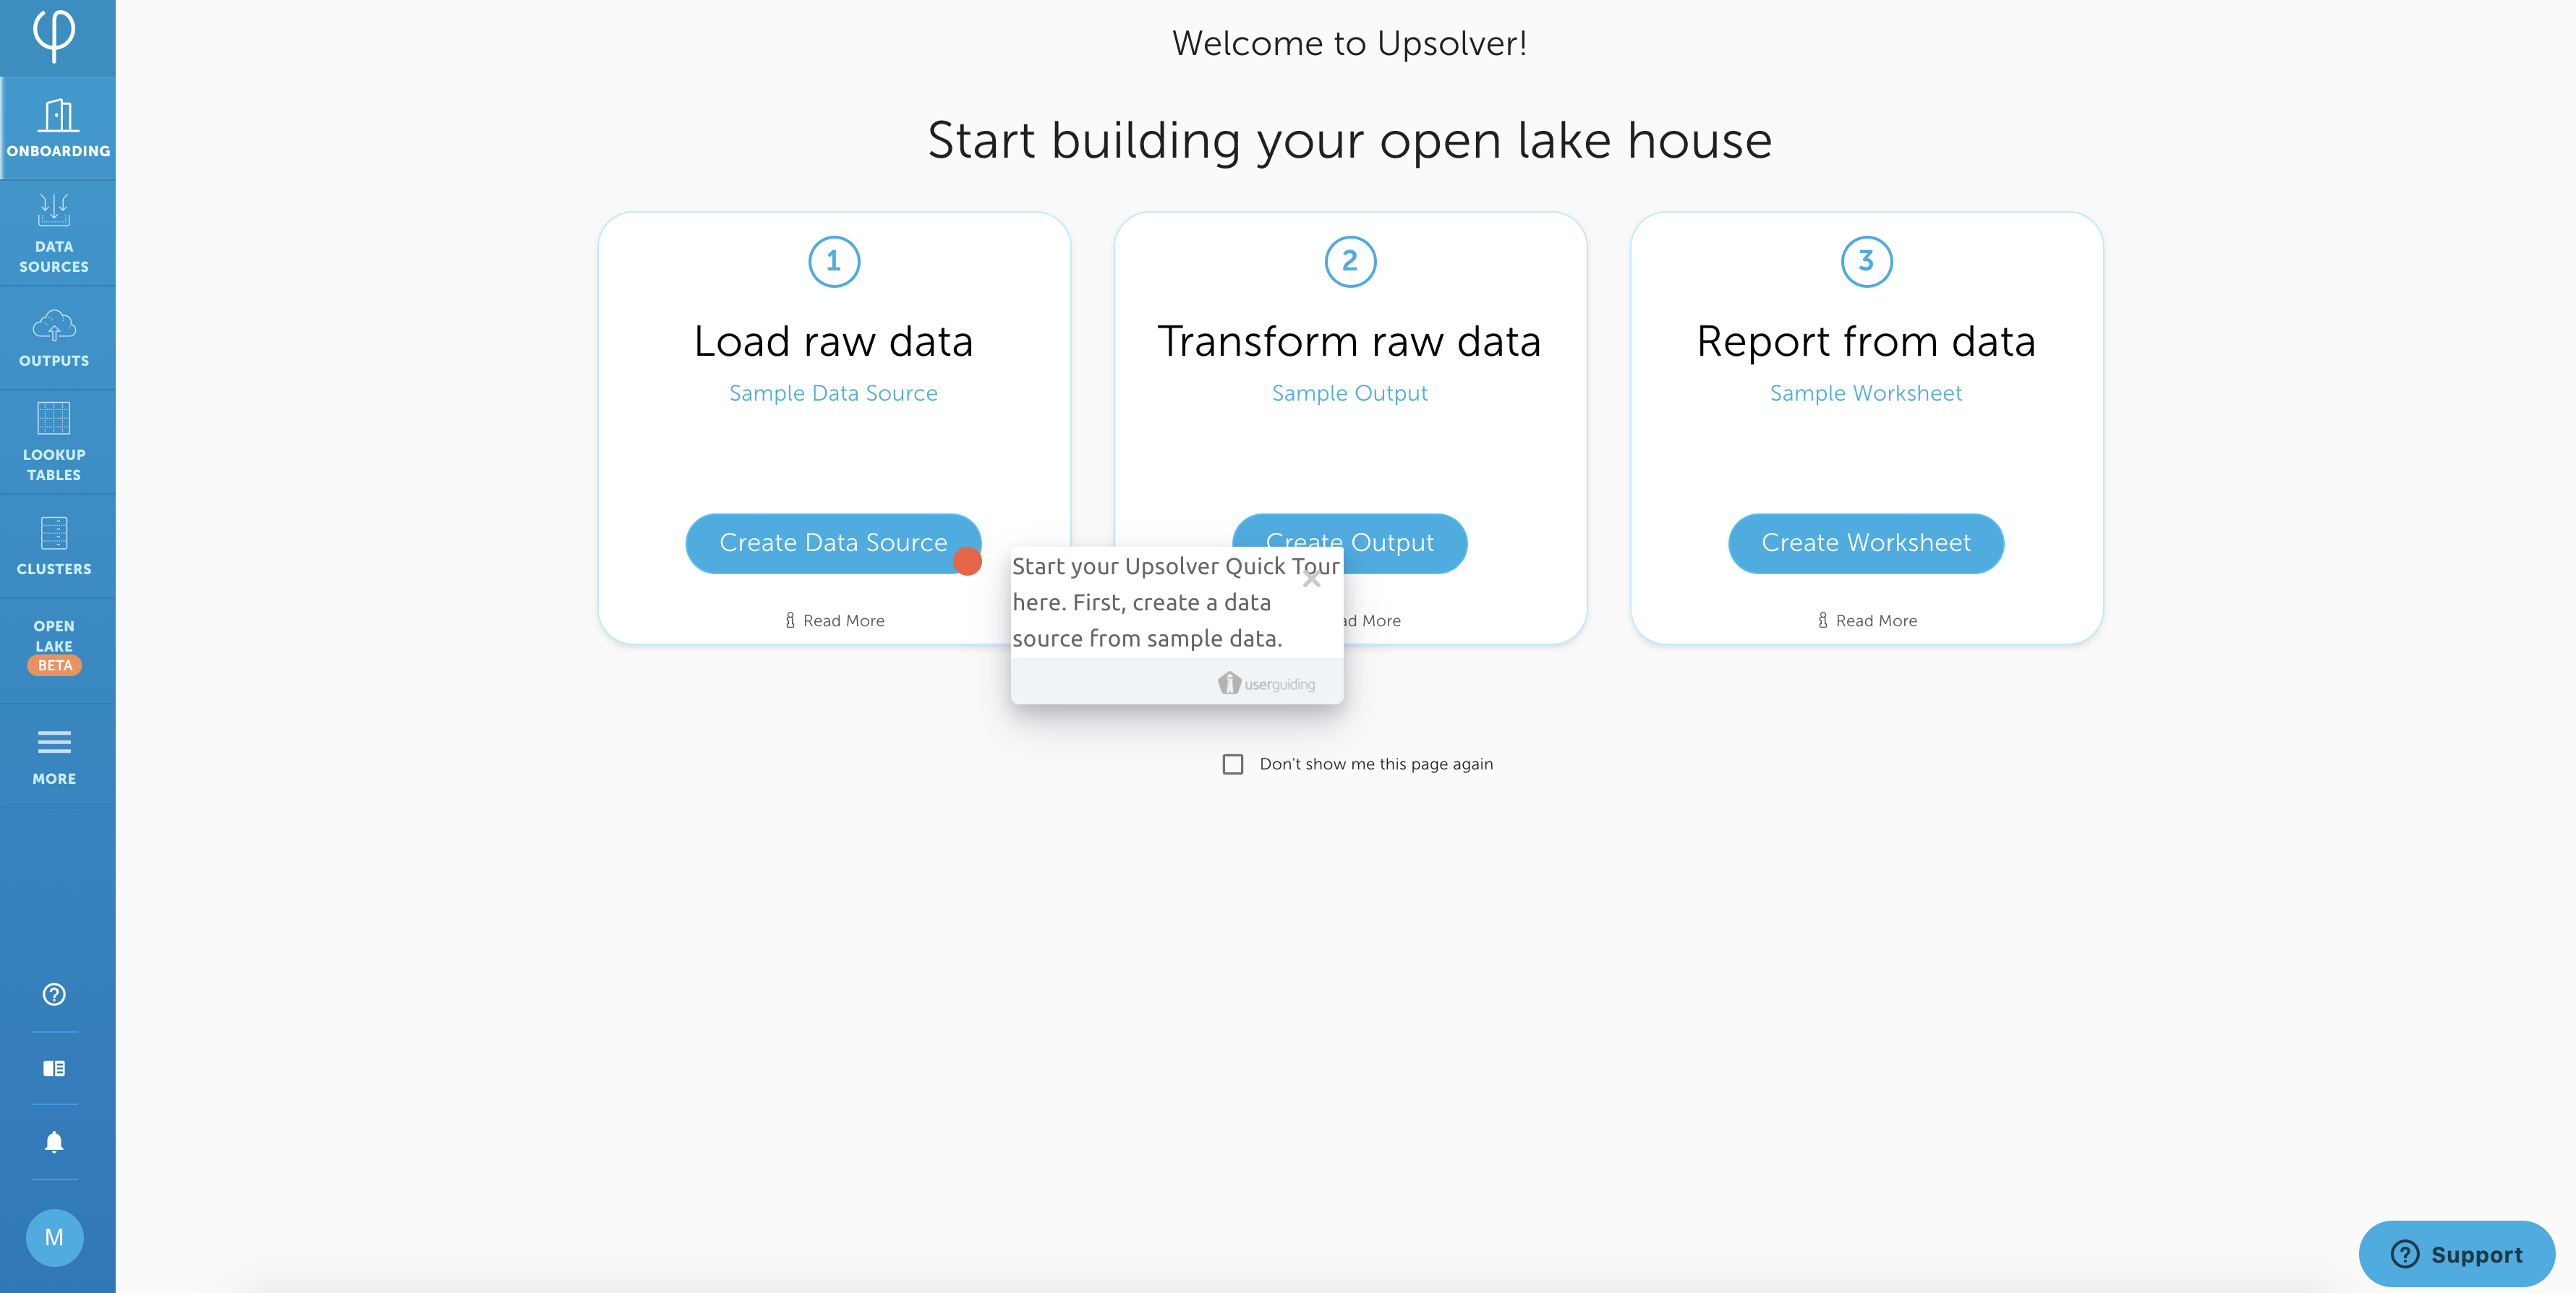 ONBOARDING
DATA
SOURCES
OUTPUTS
LOOKUP
TABLES
CLUSTERS
OPEN
LAKE
BETA
MORE
M
Welcome to Upsolver!
Start building your open lake house
1
Load raw data
Sample Data Source
Create Data Source
Read More
2
Transform raw data
Sample Output
Create Output
ad More
3
Report from data
Sample Worksheet
Create Worksheet
Read More
Start your Upsolver Quick Tour
here. First, create a data
source from sample data.
userguiding
Don't show me this page again
Support